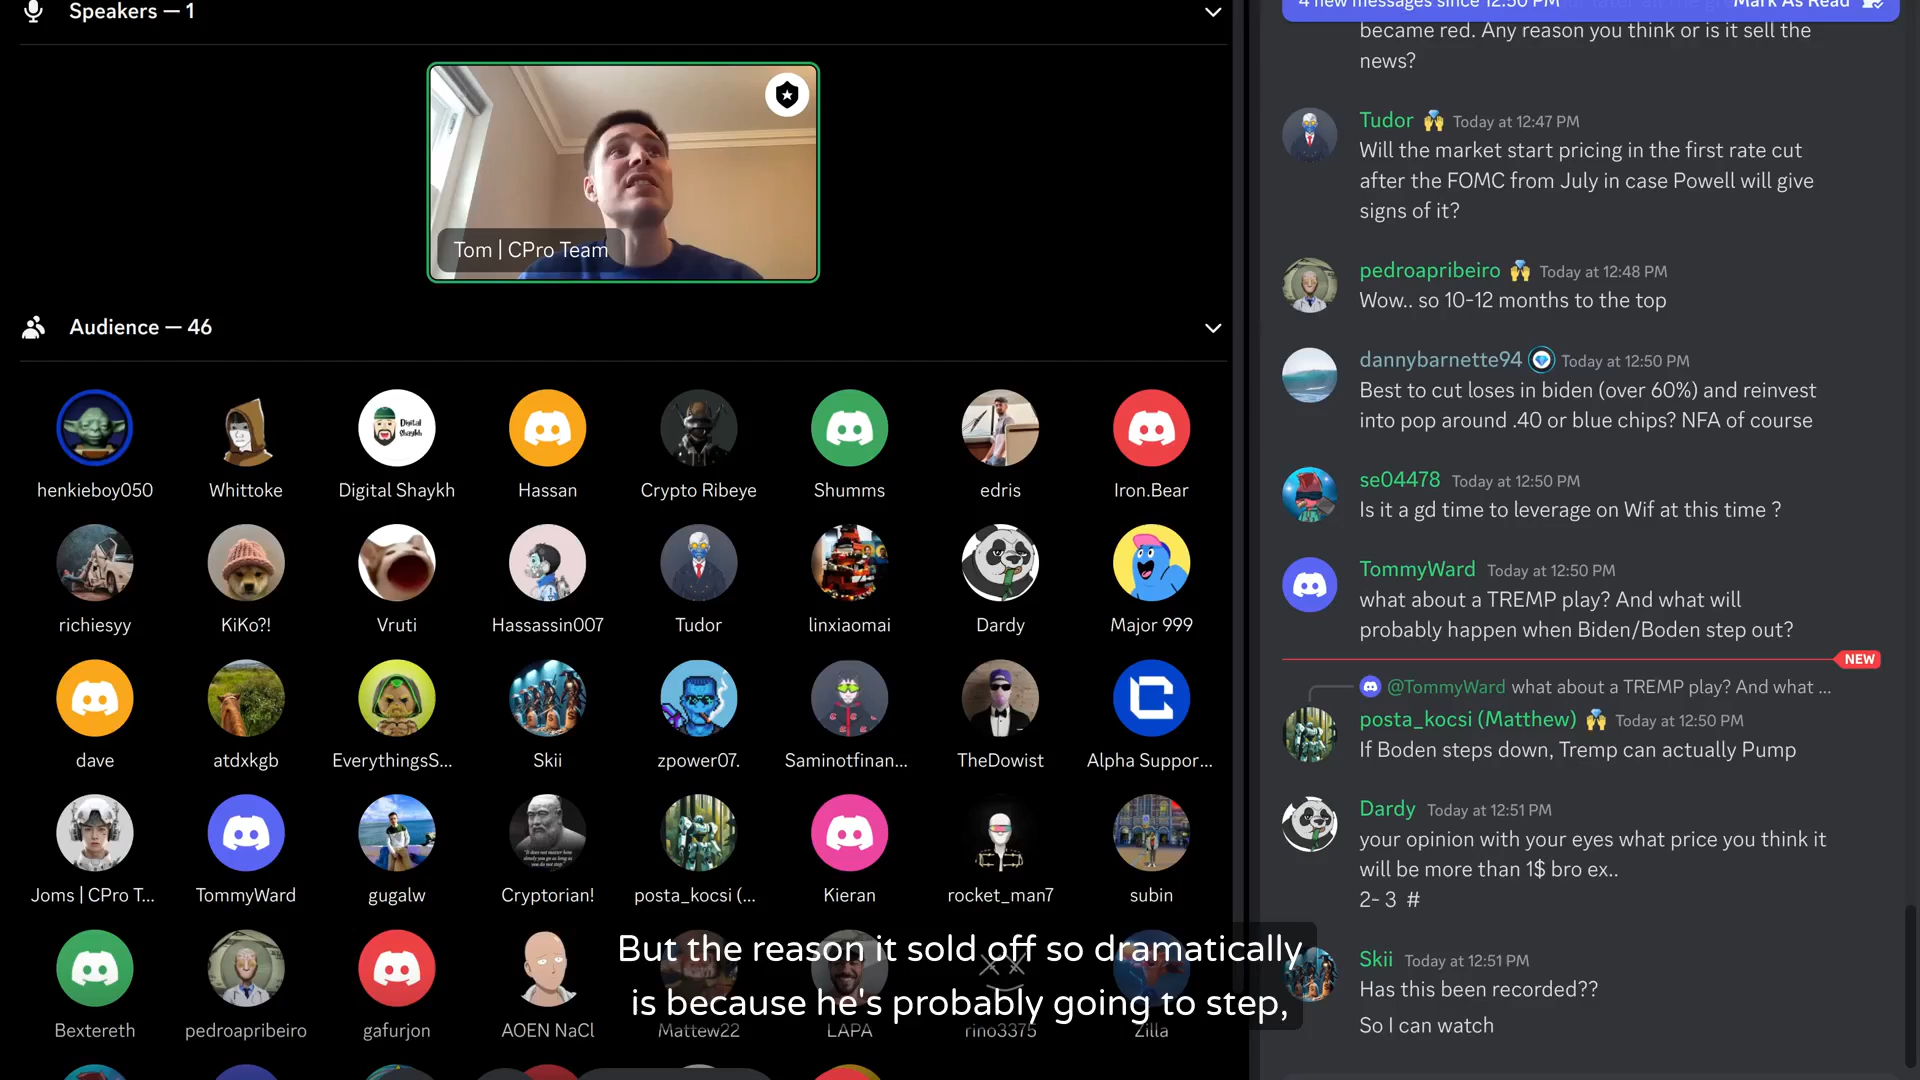 Speakers — 1
Tom | CPro Team
Audience — 46
henkieboy050
Whittoke
Digital Shaykh
Digital Shaykh
Hassan
Crypto Ribeye
Shumms
edris
Iron.Bear
richiesyy
KiKo?!
Vruti
Hassassin007
Tudor
linxiaomai
Dardy
Major 999
dave
atdxkgb
EverythingsS...
Skii
zpower07.
Saminotfinan...
TheDowist
Alpha Suppor...
Joms | CPro T...
TommyWard
gugalw
Cryptorian!
posta_kocsi (...
Kieran
rocket_man7
subin
Bextereth
pedroapribeiro
gafurjon
AOEN NaCl
Mattew22
LAPA
rino3375
Zilla
But the reason it sold off so dramatically
is because he's probably going to step,
4 new messages since 12:50 PM
Mark As Read
became red. Any reason you think or is it sell the
news?
Tudor Today at 12:47 PM
Will the market start pricing in the first rate cut
after the FOMC from July in case Powell will give
signs of it?
pedroapribeiro Today at 12:48 PM
Wow.. so 10-12 months to the top
dannybarnette94 Today at 12:50 PM
Best to cut loses in biden (over 60%) and reinvest
into pop around .40 or blue chips? NFA of course
se04478 Today at 12:50 PM
Is it a gd time to leverage on Wif at this time ?
TommyWard Today at 12:50 PM
what about a TREMP play? And what will
probably happen when Biden/Boden step out?
NEW
@TommyWard what about a TREMP play? And what ...
posta_kocsi (Matthew) Today at 12:50 PM
If Boden steps down, Tremp can actually Pump
Dardy Today at 12:51 PM
your opinion with your eyes what price you think it
will be more than 1$ bro ex..
2- 3 #
Skii Today at 12:51 PM
Has this been recorded??
So I can watch